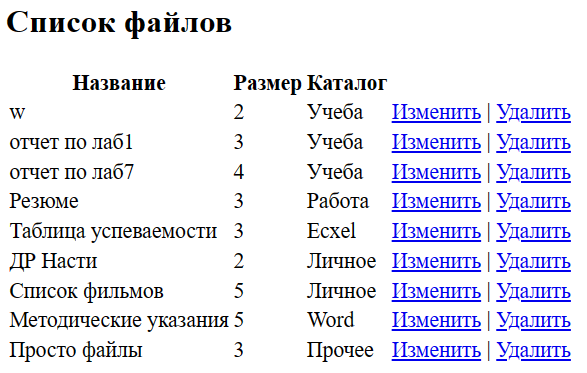 Список файлов
Название Размер Каталог
w 2 Учеба Изменить | Удалить
отчет по лаб1 3 Учеба Изменить | Удалить
отчет по лаб7 4 Учеба Изменить | Удалить
Резюме 3 Работа Изменить | Удалить
Таблица успеваемости 3 Ecxel Изменить | Удалить
ДР Насти 2 Личное Изменить | Удалить
Список фильмов 5 Личное Изменить | Удалить
Методические указания 5 Word Изменить | Удалить
Просто файлы 3 Прочее Изменить | Удалить